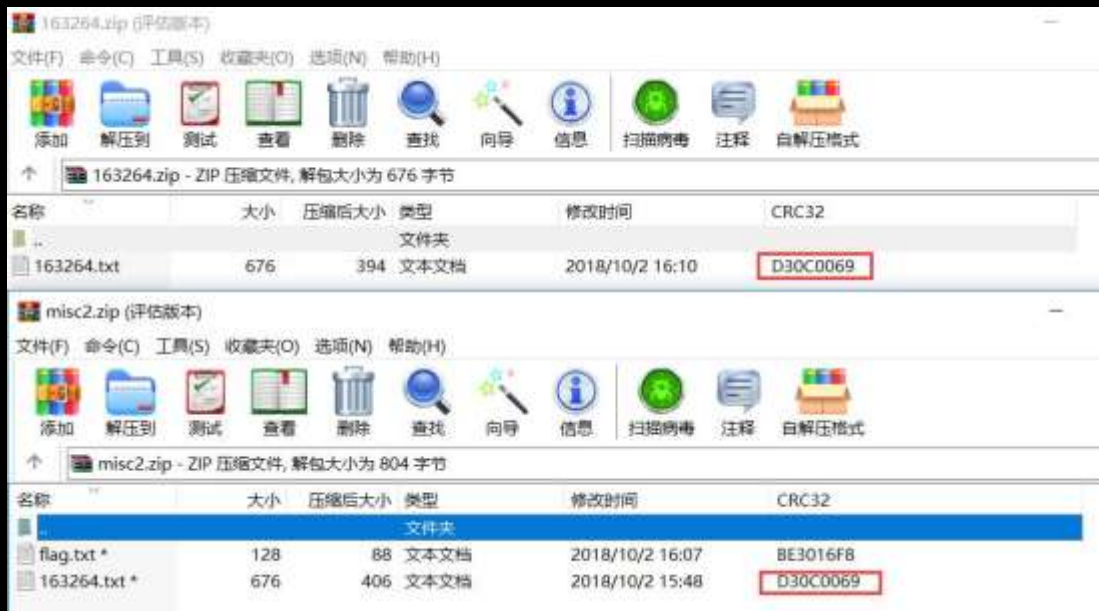 163264.zip (评估版本)
文件(F) 命令(C) 工具(S) 收藏夹(O) 选项(N) 帮助(H)
添加 解压到 测试 查看 删除 查找 向导 信息 扫描病毒 注释 自解压格式
163264.zip - ZIP 压缩文件, 解包大小为 676 字节
名称 大小 压缩后大小 类型 修改时间 CRC32
.. 文件夹
163264.txt 676 394 文本文档 2018/10/2 16:10 D30C0069
misc2.zip (评估版本)
文件(F) 命令(C) 工具(S) 收藏夹(O) 选项(N) 帮助(H)
添加 解压到 测试 查看 删除 查找 向导 信息 扫描病毒 注释 自解压格式
misc2.zip - ZIP 压缩文件, 解包大小为 804 字节
名称 大小 压缩后大小 类型 修改时间 CRC32
.. 文件夹
flag.txt * 128 88 文本文档 2018/10/2 16:07 BE3016F8
163264.txt * 676 406 文本文档 2018/10/2 15:48 D30C0069